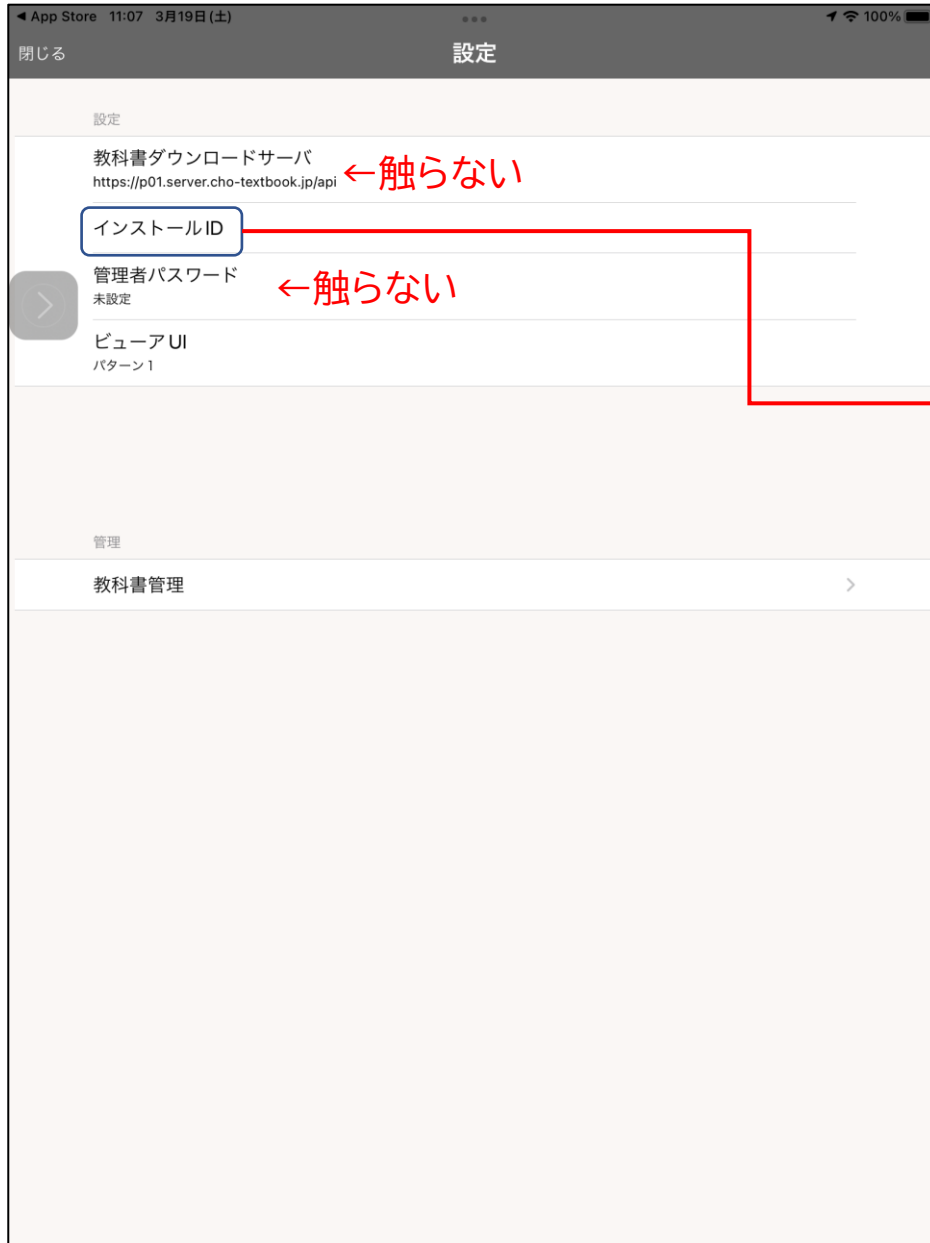 ◀ App Store 11:07 3月19日(土) 100%
閉じる 設定
設定
教科書ダウンロードサーバ
https://p01.server.cho-textbook.jp/api
←触らない
インストールID
管理者パスワード
未設定
←触らない
ビューアUI
パターン1
管理
教科書管理